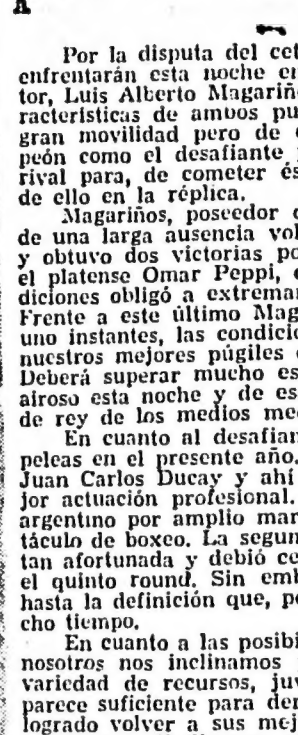 A
Por la disputa del cet
enfrentarán esta noche en
tor, Luis Alberto Magariñ
racterísticas de ambos pu
gran movilidad pero de
peón como el desafiante
rival para, de cometer és
de ello en la réplica.
Magariños, poseedor
de una larga ausencia vol
y obtuvo dos victorias po
el platense Omar Peppi,
diciones obligó a extremar
Frente a este último Mag
uno instantes, las condicio
nuestros mejores púgiles
Deberá superar mucho es
airoso esta noche y de es
de rey de los medios med
En cuanto al desafian
peleas en el presente año.
Juan Carlos Ducay y ahí
jor actuación profesional.
argentino por amplio mar
táculo de boxeo. La segun
tan afortunada y debió ce
el quinto round. Sin emb
hasta la definición que, po
cho tiempo.
En cuanto a las posibi
nosotros nos inclinamos
variedad de recursos, juv
parece suficiente para der
logrado volver a sus mej